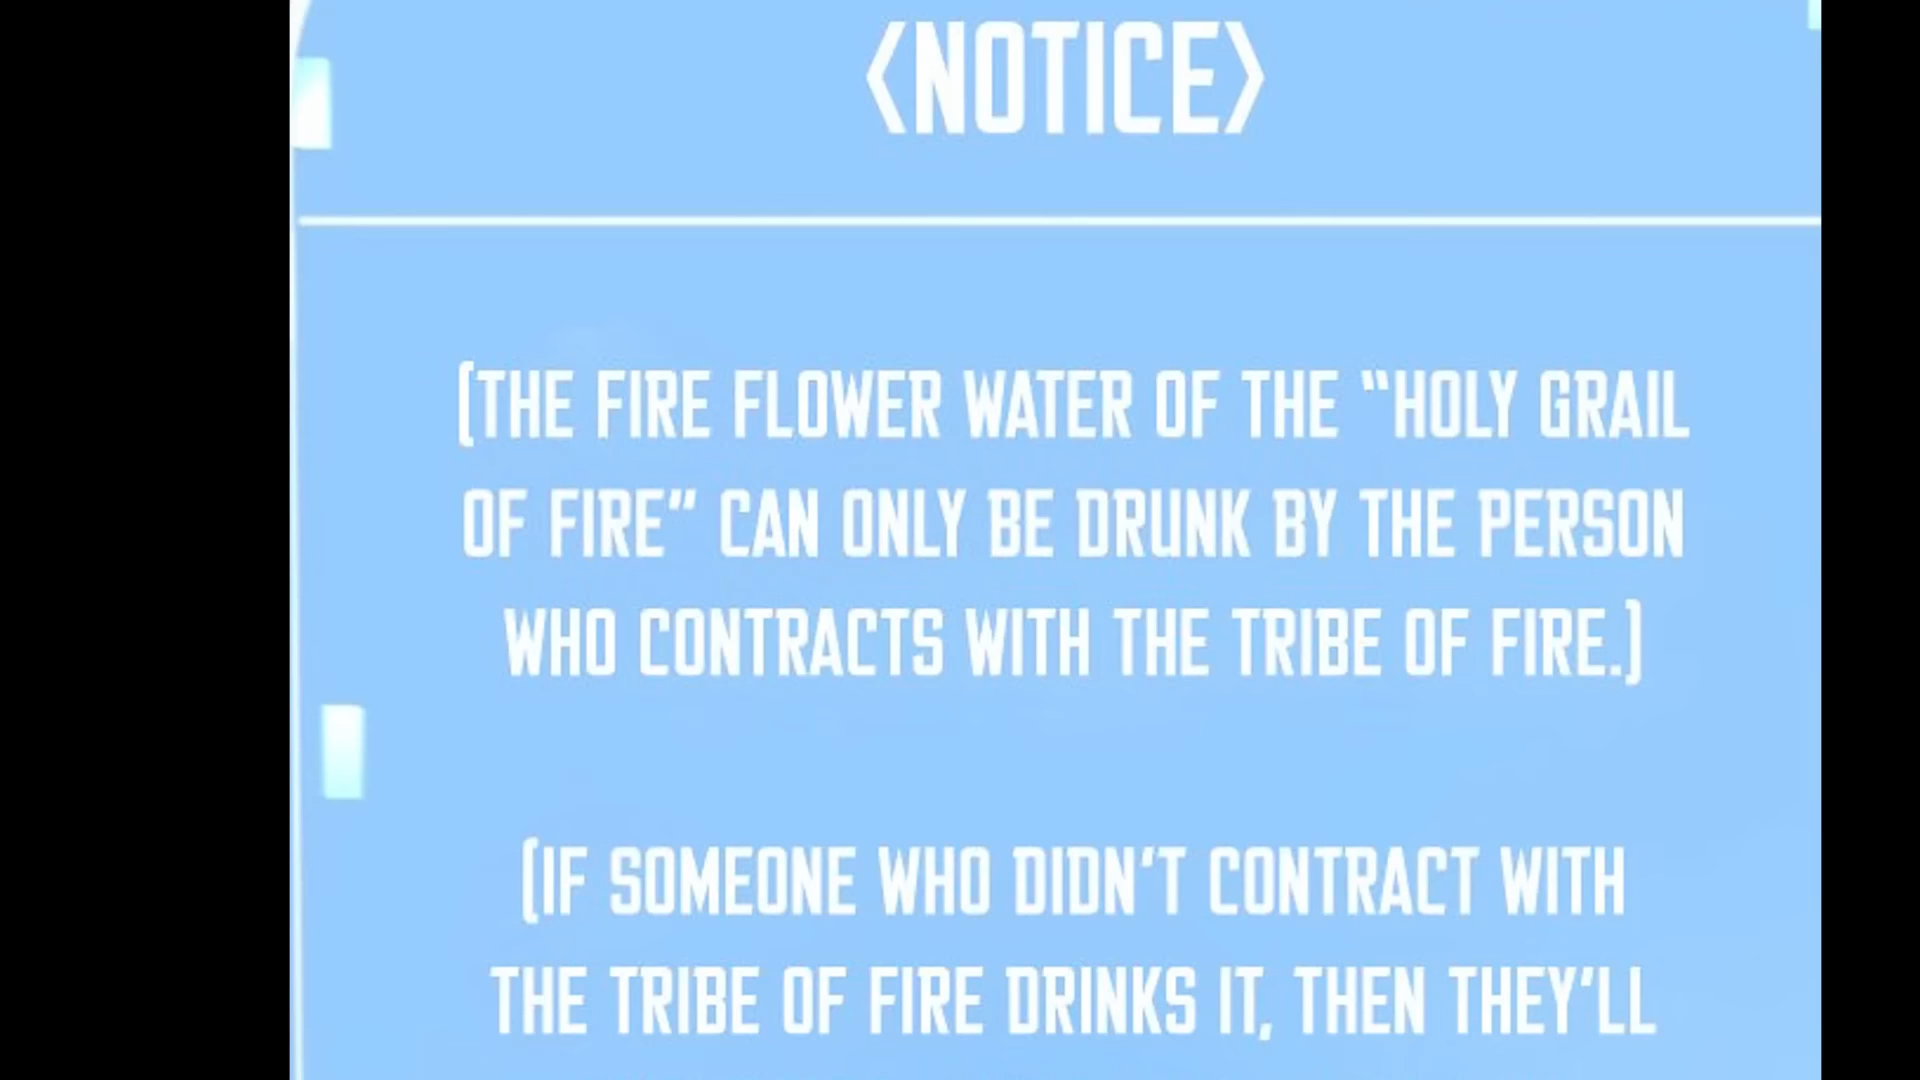 <NOTICE>
[THE FIRE FLOWER WATER OF THE “HOLY GRAIL
OF FIRE” CAN ONLY BE DRUNK BY THE PERSON
WHO CONTRACTS WITH THE TRIBE OF FIRE.]
[IF SOMEONE WHO DIDN’T CONTRACT WITH
THE TRIBE OF FIRE DRINKS IT, THEN THEY’LL